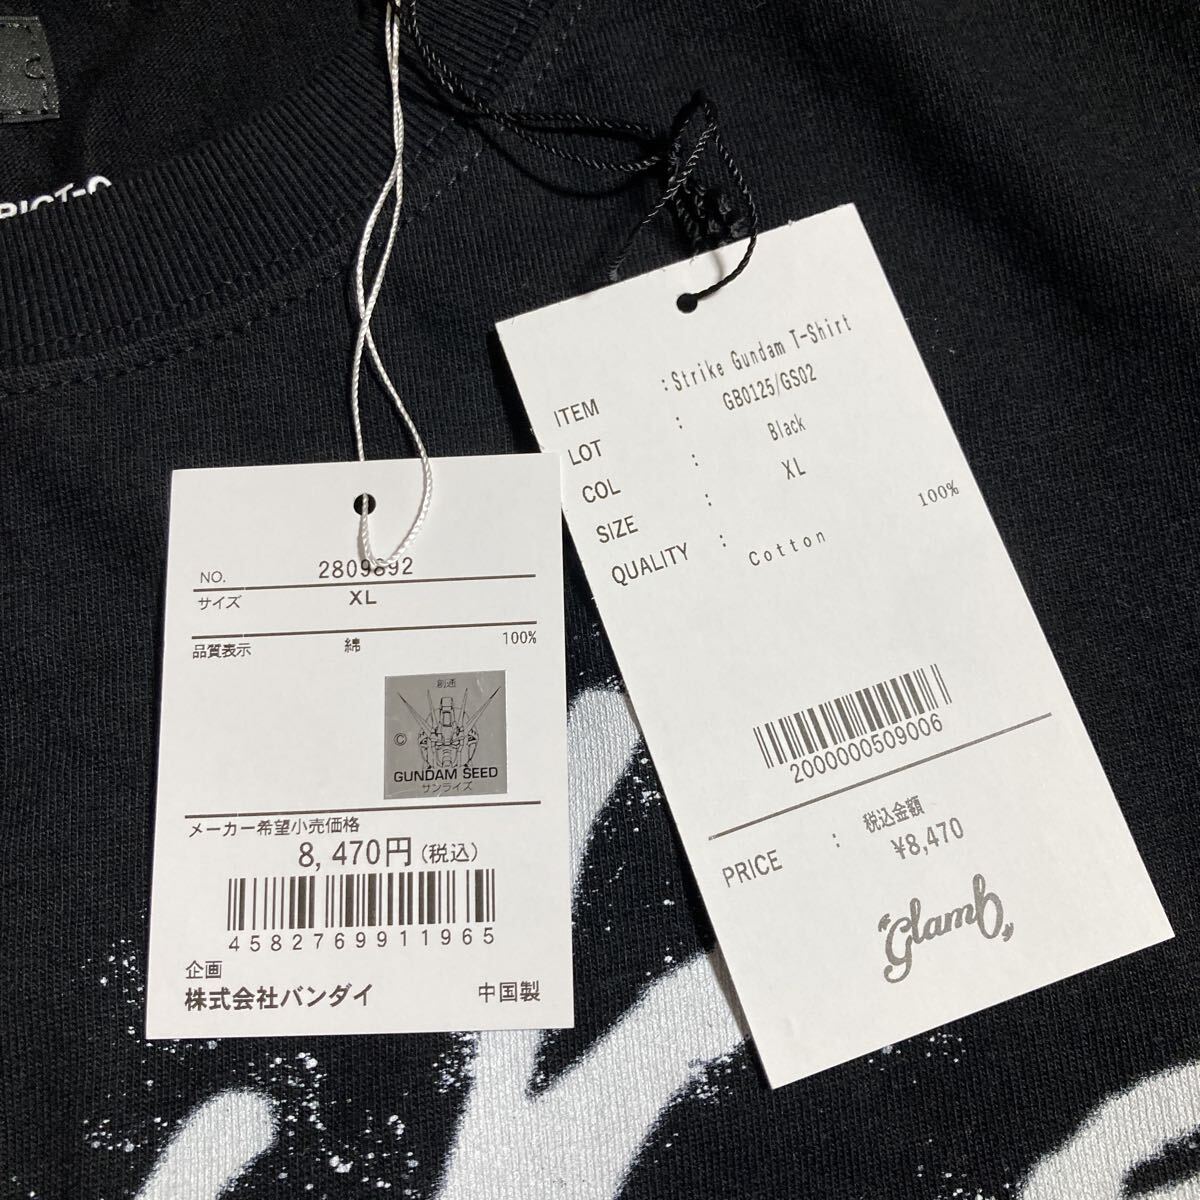 NO. 2809892
サイズ XL
品質表示 綿 100%
創通
©
GUNDAM SEED
サンライズ
メーカー希望小売価格
8,470円(税込)
4582769911965
企画
株式会社バンダイ 中国製
ITEM :Strike Gundam T-Shirt
LOT : GB0125/GS02
COL : Black
SIZE : XL
QUALITY : Cotton 100%
2000000509006
税込金額
PRICE : ¥8,470
"Glamb"